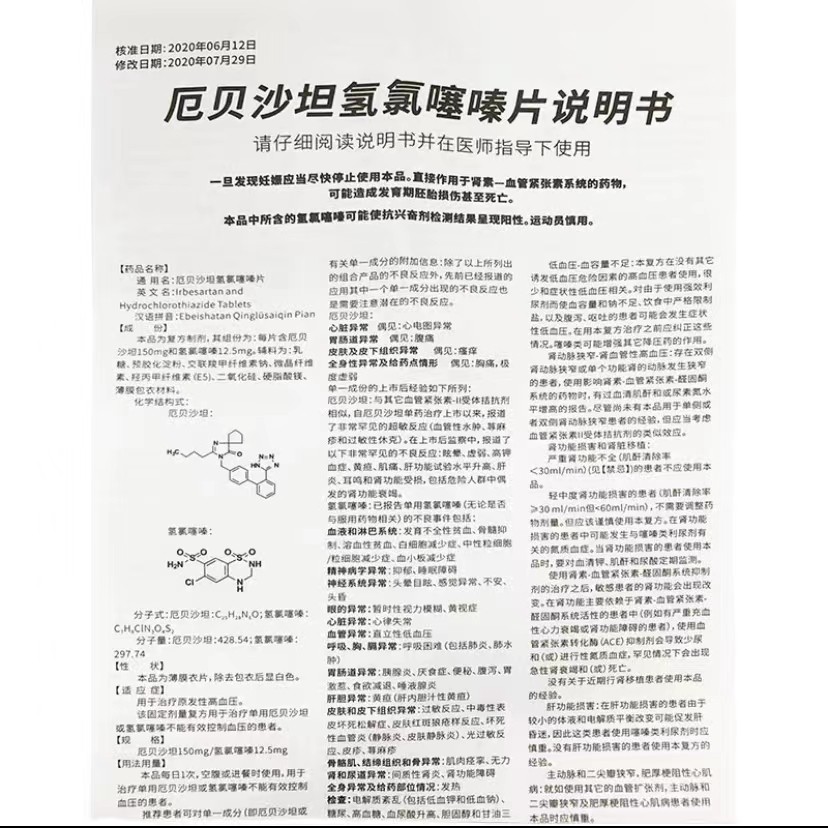 核准日期:2020年06月12日
修改日期:2020年07月29日
厄贝沙坦氢氯噻嗪片说明书
请仔细阅读说明书并在医师指导下使用
一旦发现妊娠应当尽快停止使用本品。直接作用于肾素—血管紧张素系统的药物,
可能造成发育期胚胎损伤甚至死亡。
本品中所含的氢氯噻嗪可能使抗兴奋剂检测结果呈现阳性。运动员慎用。
【药品名称】
通 用 名:厄贝沙坦氢氯噻嗪片
英 文 名:Irbesartan and
Hydrochlorothiazide Tablets
汉语拼音:Ebeishatan Qinglüsaiqin Pian
【成 份】
本品为复方制剂,其组份为:每片含厄贝
沙坦150mg和氢氯噻嗪12.5mg。辅料为:乳
糖、预胶化淀粉、交联羧甲纤维素钠、微晶纤维
素、羟丙甲纤维素(E5)、二氧化硅、硬脂酸镁、
薄膜包衣材料。
化学结构式:
厄贝沙坦:
H₃C
N
O
N
N
N
N
HN
氢氯噻嗪:
O
O
O
O
H₂N
S
S
NH
Cl
N
H
分子式:厄贝沙坦:C₂₅H₂₈N₆O;氢氯噻嗪:
C₇H₈ClN₃O₄S₂
分子量:厄贝沙坦:428.54;氢氯噻嗪:
297.74
【性 状】
本品为薄膜衣片,除去包衣后显白色。
【适 应 症】
用于治疗原发性高血压。
该固定剂量复方用于治疗单用厄贝沙坦
或氢氯噻嗪不能有效控制血压的患者。
【规 格】
厄贝沙坦150mg/氢氯噻嗪12.5mg
【用法用量】
本品每日1次,空腹或进餐时使用,用于
治疗单用厄贝沙坦或氢氯噻嗪不能有效控制
血压的患者。
推荐患者可对单一成分(即厄贝沙坦或
有关单一成分的附加信息:除了以上所列出
的组合产品的不良反应外,先前已经报道的
应用其中一个单一成分出现的不良反应也
是需要注意潜在的不良反应。
厄贝沙坦:
心脏异常 偶见:心电图异常
胃肠道异常 偶见:腹痛
皮肤及皮下组织异常 偶见:瘙痒
全身性异常及给药点情形 偶见:胸痛,极
度虚弱
单一成份的上市后经验如下所列:
厄贝沙坦:与其它血管紧张素-II受体拮抗剂
相似,自厄贝沙坦单药治疗上市以来,报道
了非常罕见的超敏反应(血管性水肿、荨麻
疹和过敏性休克)。在上市后监察中,报道了
以下非常罕见的不良反应:眩晕、虚弱、高钾
血症、黄疸、肌痛、肝功能试验水平升高、肝
炎、耳鸣和肾功能受损,包括危险人群中偶
发的肾功能衰竭。
氢氯噻嗪:已报告单用氢氯噻嗪(无论是否
与服用药物相关)的不良事件包括:
血液和淋巴系统:发育不全性贫血、骨髓抑
制、溶血性贫血、白细胞减少症、中性粒细胞
/粒细胞减少症、血小板减少症
精神病学异常:抑郁、睡眠障碍
神经系统异常:头晕目眩、感觉异常、不安、
头昏
眼的异常:暂时性视力模糊、黄视症
心脏异常:心律失常
血管异常:直立性低血压
呼吸、胸、膈异常:呼吸困难(包括肺炎、肺水
肿)
胃肠道异常:胰腺炎、厌食症、便秘、腹泻、胃
激惹、食欲减退、唾液腺炎
肝胆异常:黄疸(肝内胆汁性黄疸)
皮肤和皮下组织异常:过敏反应、中毒性表
皮坏死松解症、皮肤红斑狼疮样反应、坏死
性血管炎(静脉炎、皮肤静脉炎)、光过敏反
应、皮疹、荨麻疹
骨骼肌、结缔组织和骨异常:肌肉痉挛、无力
肾和尿道异常:间质性肾炎、肾功能障碍
全身异常及给药部位情况:发热
检查:电解质紊乱(包括低血钾和低血钠)、
糖尿、高血糖、血尿酸升高、胆固醇和甘油三
低血压-血容量不足:本复方在没有其它
诱发低血压危险因素的高血压患者使用,很
少和症状性低血压相关。对由于使用强效利
尿剂而使血容量和钠不足、饮食中严格限制
盐,以及腹泻、呕吐的患者可能会发生症状
性低血压。在用本复方治疗之前应纠正这些
情况。噻嗪类可能增强其它降压药的作用。
肾动脉狭窄-肾血管性高血压:存在双侧
肾动脉狭窄或单个功能肾的动脉发生狭窄
的患者,使用影响肾素-血管紧张素-醛固酮
系统的药物时,有过血清肌酐和或尿素氮水
平增高的报告。尽管尚未有本品用于单侧或
者双侧肾动脉狭窄患者的经验,但应当考虑
血管紧张素II受体拮抗剂的类似效应。
肾功能损害和肾脏移植:
严重肾功能不全(肌酐清除率
<30ml/min)(见【禁忌】)的患者不应使用本
品。
轻中度肾功能损害的患者(肌酐清除率
≥30 ml/min但<60ml/min),不需要调整药
物剂量。但应该谨慎使用本复方。在肾功能
损害的患者中可能发生与噻嗪类利尿剂有
关的氮质血症。当肾功能损害的患者使用本
品时,要对血清钾、肌酐和尿酸定期监测。
使用肾素-血管紧张素-醛固酮系统抑制
剂的治疗之后,敏感患者的肾功能会出现改
变。在肾功能主要依赖于肾素-血管紧张素-
醛固酮系统活性的患者中(例如有严重充血
性心力衰竭或肾功能障碍的患者),使用血
管紧张素转化酶(ACE)抑制剂会导致少尿
和(或)进行性氮质血症,罕见情况下会出现
急性肾衰竭和(或)死亡。
没有关于近期行肾移植患者使用本品
的经验。
肝功能损害:在肝功能损害的患者由于
较小的体液和电解质平衡改变可能促发肝
昏迷,因此这类患者使用噻嗪类利尿剂时应
慎重。没有肝功能损害的患者使用本复方的
经验。
主动脉和二尖瓣狭窄,肥厚梗阻性心肌
病:就如使用其它的血管扩张剂,主动脉和
二尖瓣狭窄及肥厚梗阻性心肌病患者使用
本品时应慎重。